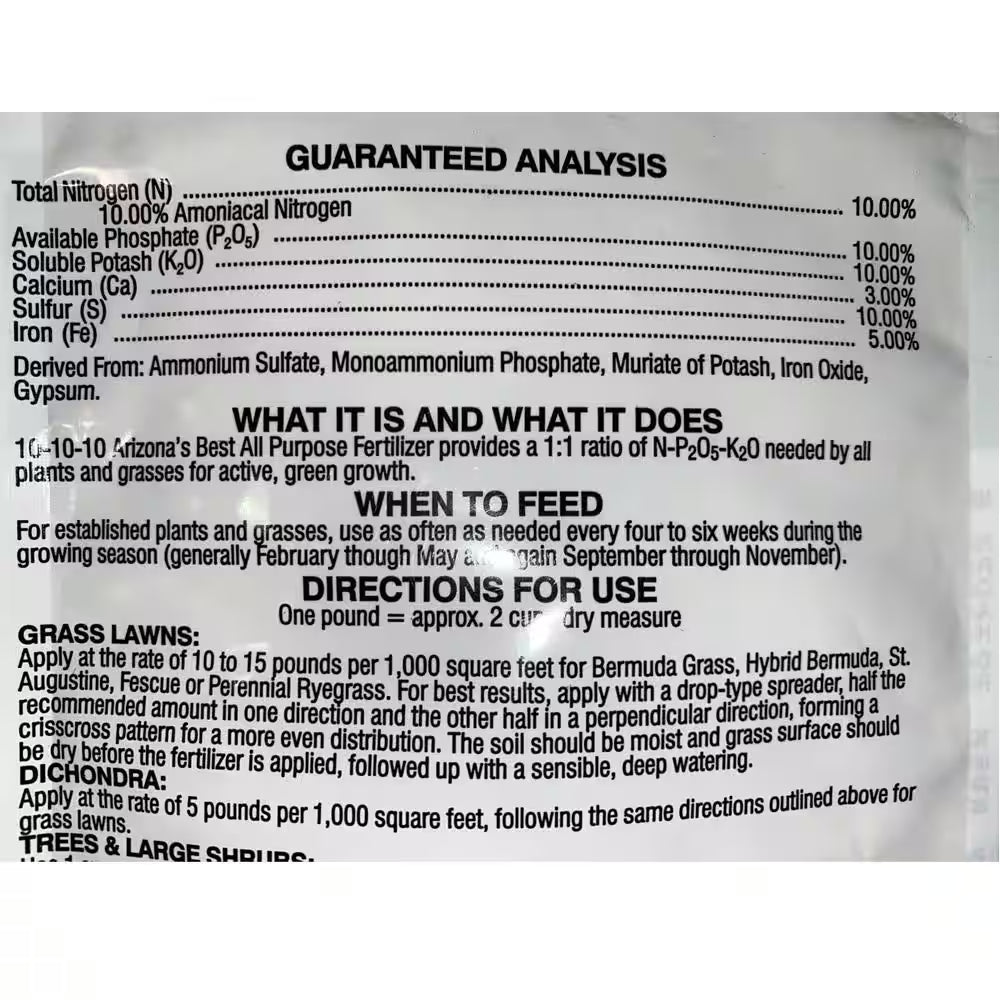 GUARANTEED ANALYSIS
Total Nitrogen (N) ........ 10.00%
10.00% Amoniacal Nitrogen
Available Phosphate (P₂O₅) ........ 10.00%
Soluble Potash (K₂O) ........ 10.00%
Calcium (Ca) ........ 3.00%
Sulfur (S) ........ 10.00%
Iron (Fe) ........ 5.00%
Derived From: Ammonium Sulfate, Monoammonium Phosphate, Muriate of Potash, Iron Oxide,
Gypsum.
WHAT IT IS AND WHAT IT DOES
10-10-10 Arizona's Best All Purpose Fertilizer provides a 1:1 ratio of N-P₂O₅-K₂O needed by all
plants and grasses for active, green growth.
WHEN TO FEED
For established plants and grasses, use as often as needed every four to six weeks during the
growing season (generally February though May and again September through November).
DIRECTIONS FOR USE
One pound = approx. 2 cups dry measure
GRASS LAWNS:
Apply at the rate of 10 to 15 pounds per 1,000 square feet for Bermuda Grass, Hybrid Bermuda, St.
Augustine, Fescue or Perennial Ryegrass. For best results, apply with a drop-type spreader, half the
recommended amount in one direction and the other half in a perpendicular direction, forming a
crisscross pattern for a more even distribution. The soil should be moist and grass surface should
be dry before the fertilizer is applied, followed up with a sensible, deep watering.
DICHONDRA:
Apply at the rate of 5 pounds per 1,000 square feet, following the same directions outlined above for
grass lawns.
TREES & LARGE SHRUBS: